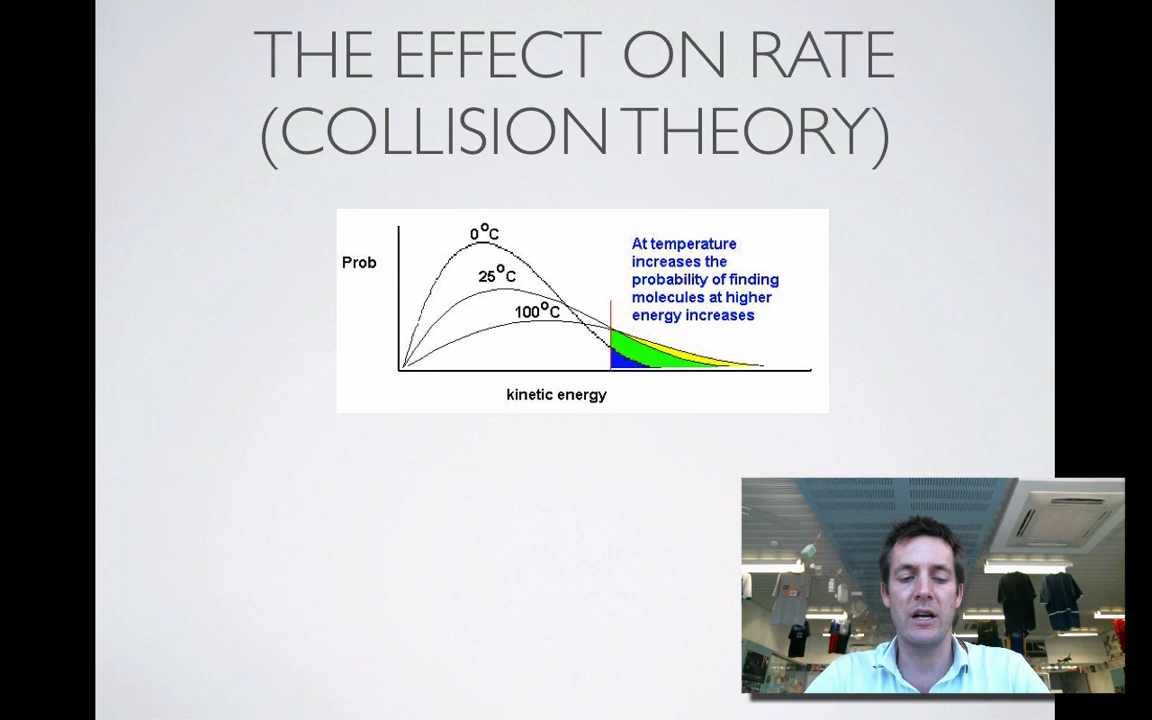 THE EFFECT ON RATE
(COLLISION THEORY)
0°C
Prob
25°C
100°C
At temperature
increases the
probability of finding
molecules at higher
energy increases
kinetic energy